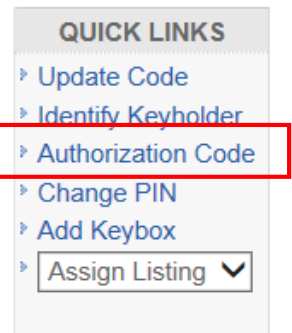 QUICK LINKS
Update Code
Identify Keyholder
Authorization Code
Change PIN
Add Keybox
Assign Listing